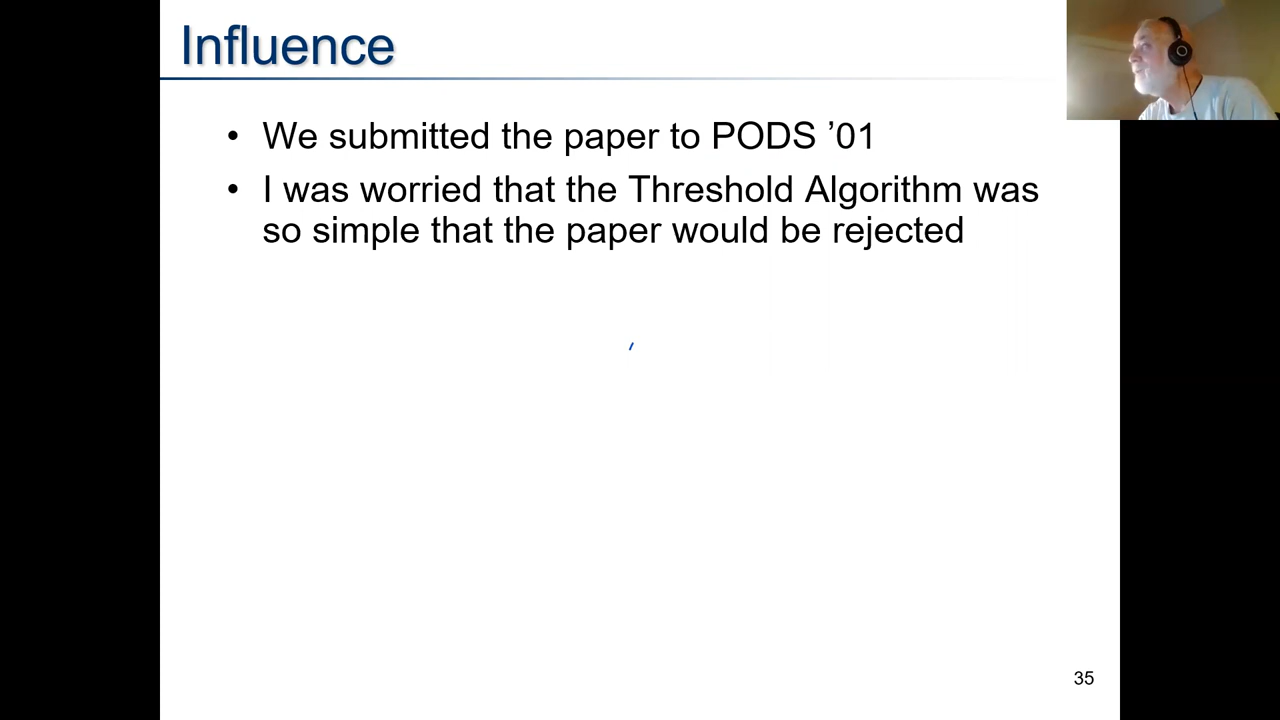 Influence
• We submitted the paper to PODS ’01
• I was worried that the Threshold Algorithm was
so simple that the paper would be rejected
35